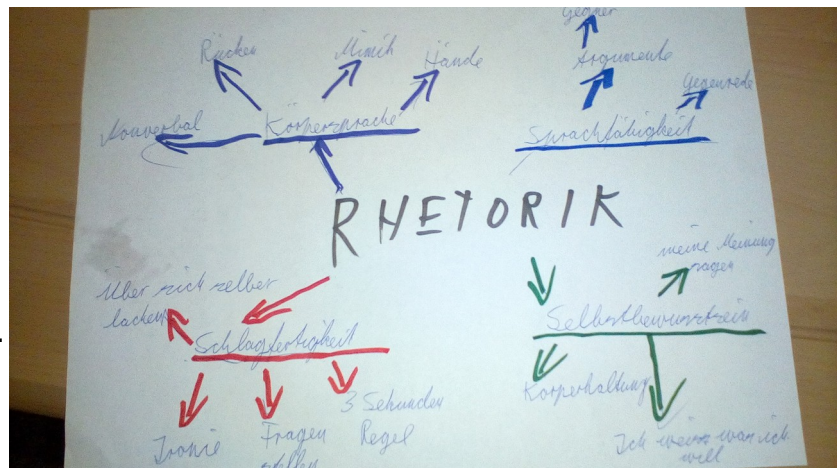 Gegner
Rücken
Mimik
Hände
Argumente
Gegenrede
Nonverbal
Körpersprache
Sprachfähigkeit
RHETORIK
meine Meinung
sagen
Über sich selber
lachen
Selbstbewusstsein
Schlagfertigkeit
Körperhaltung
3 Sekunden
Regel
Ironie
Fragen
stellen
Ich weiss was ich
will